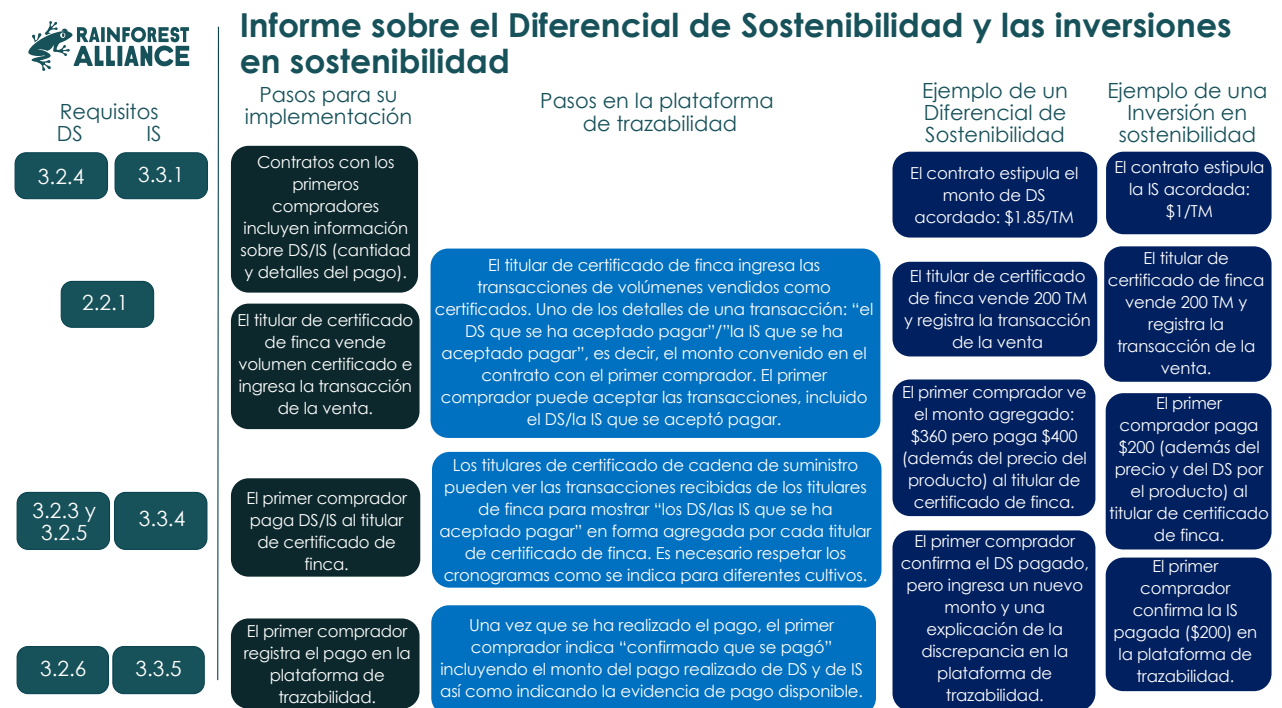 RAINFOREST
ALLIANCE
Informe sobre el Diferencial de Sostenibilidad y las inversiones
en sostenibilidad
Requisitos
DS IS
Pasos para su
implementación
Pasos en la plataforma
de trazabilidad
Ejemplo de un
Diferencial de
Sostenibilidad
Ejemplo de una
Inversión en
sostenibilidad
3.2.4
3.3.1
Contratos con los
primeros
compradores
incluyen información
sobre DS/IS (cantidad
y detalles del pago).
El contrato estipula el
monto de DS
acordado: $1.85/TM
El contrato estipula
la IS acordada:
$1/TM
2.2.1
El titular de certificado
de finca vende
volumen certificado e
ingresa la transacción
de la venta.
El titular de certificado de finca ingresa las
transacciones de volúmenes vendidos como
certificados. Uno de los detalles de una transacción: “el
DS que se ha aceptado pagar”/”la IS que se ha
aceptado pagar”, es decir, el monto convenido en el
contrato con el primer comprador. El primer
comprador puede aceptar las transacciones, incluido
el DS/la IS que se aceptó pagar.
El titular de certificado
de finca vende 200 TM
y registra la transacción
de la venta
El titular de
certificado de finca
vende 200 TM y
registra la
transacción de la
venta.
3.2.3 y
3.2.5
3.3.4
El primer comprador
paga DS/IS al titular
de certificado de
finca.
Los titulares de certificado de cadena de suministro
pueden ver las transacciones recibidas de los titulares
de finca para mostrar “los DS/las IS que se ha
aceptado pagar” en forma agregada por cada titular
de certificado de finca. Es necesario respetar los
cronogramas como se indica para diferentes cultivos.
El primer comprador ve
el monto agregado:
$360 pero paga $400
(además del precio del
producto) al titular de
certificado de finca.
El primer
comprador paga
$200 (además del
precio y del DS por
el producto) al
titular de certificado
de finca.
3.2.6
3.3.5
El primer comprador
registra el pago en la
plataforma de
trazabilidad.
Una vez que se ha realizado el pago, el primer
comprador indica “confirmado que se pagó”
incluyendo el monto del pago realizado de DS y de IS
así como indicando la evidencia de pago disponible.
El primer comprador
confirma el DS pagado,
pero ingresa un nuevo
monto y una
explicación de la
discrepancia en la
plataforma de
trazabilidad.
El primer
comprador
confirma la IS
pagada ($200) en
la plataforma de
trazabilidad.